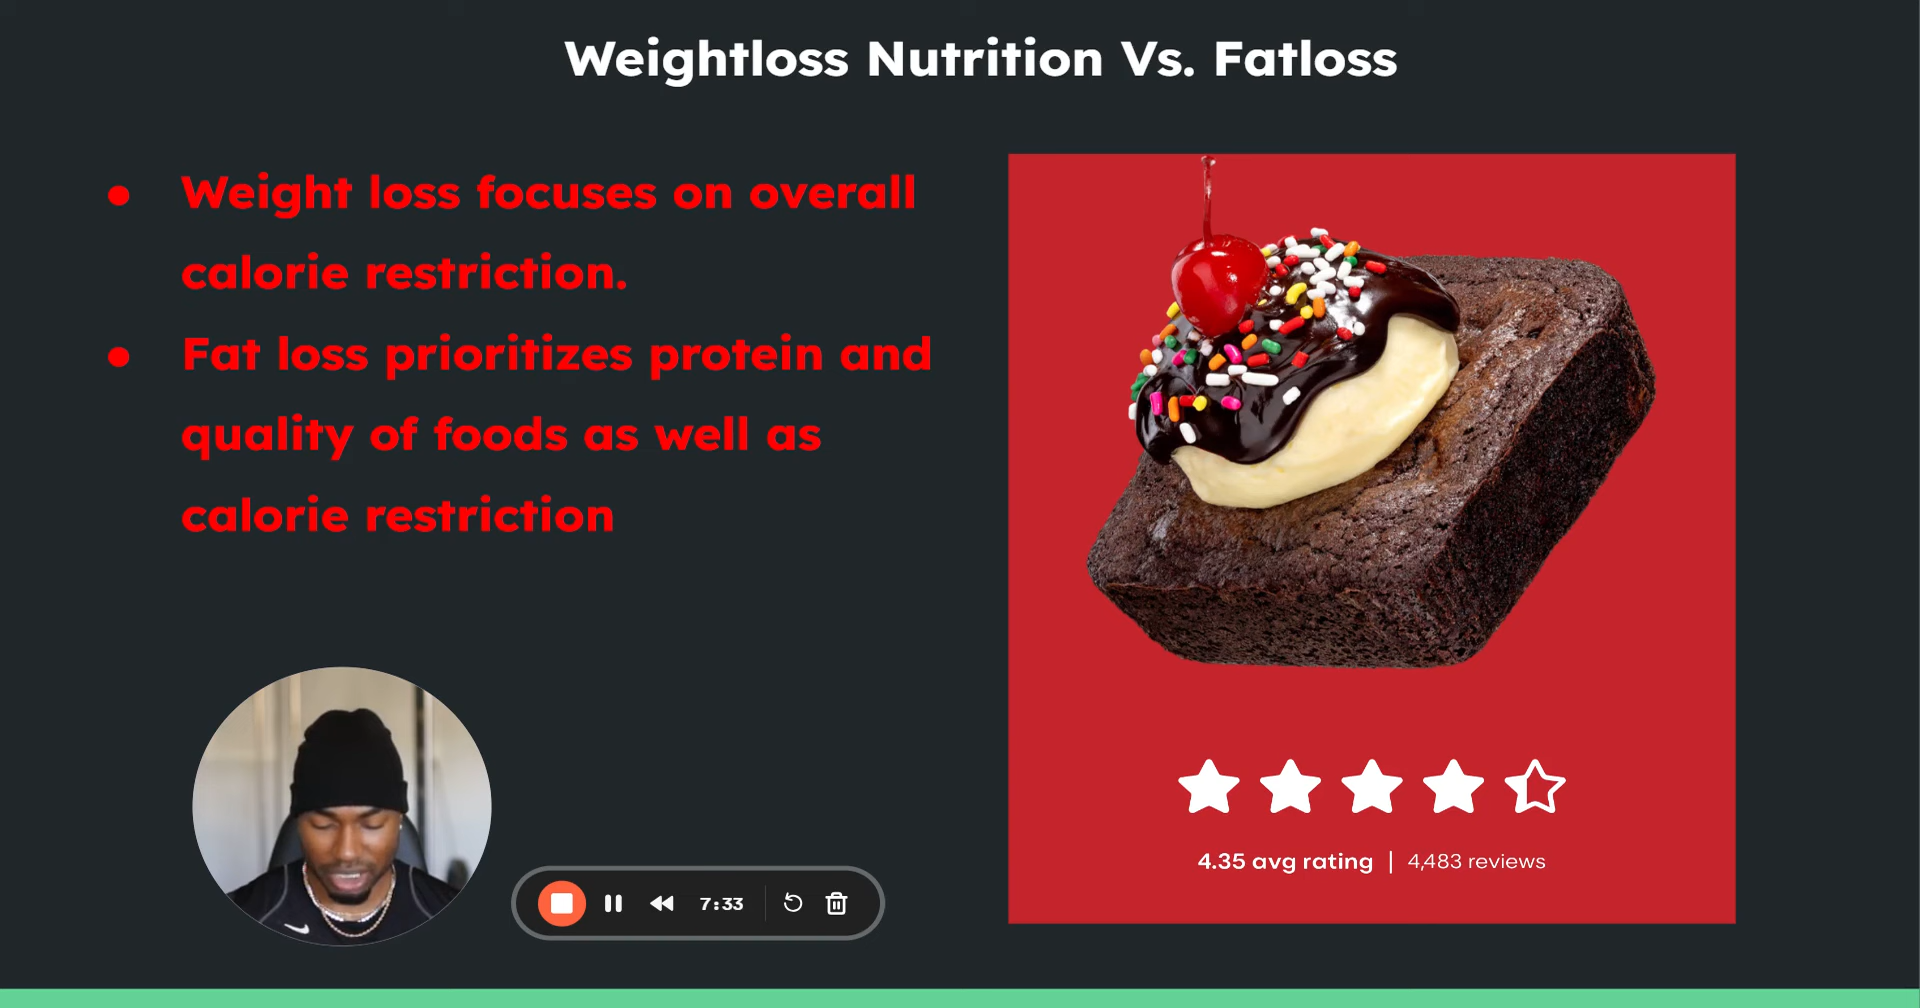 Weightloss Nutrition Vs. Fatloss
● Weight loss focuses on overall
calorie restriction.
● Fat loss prioritizes protein and
quality of foods as well as
calorie restriction
4.35 avg rating | 4,483 reviews
7:33